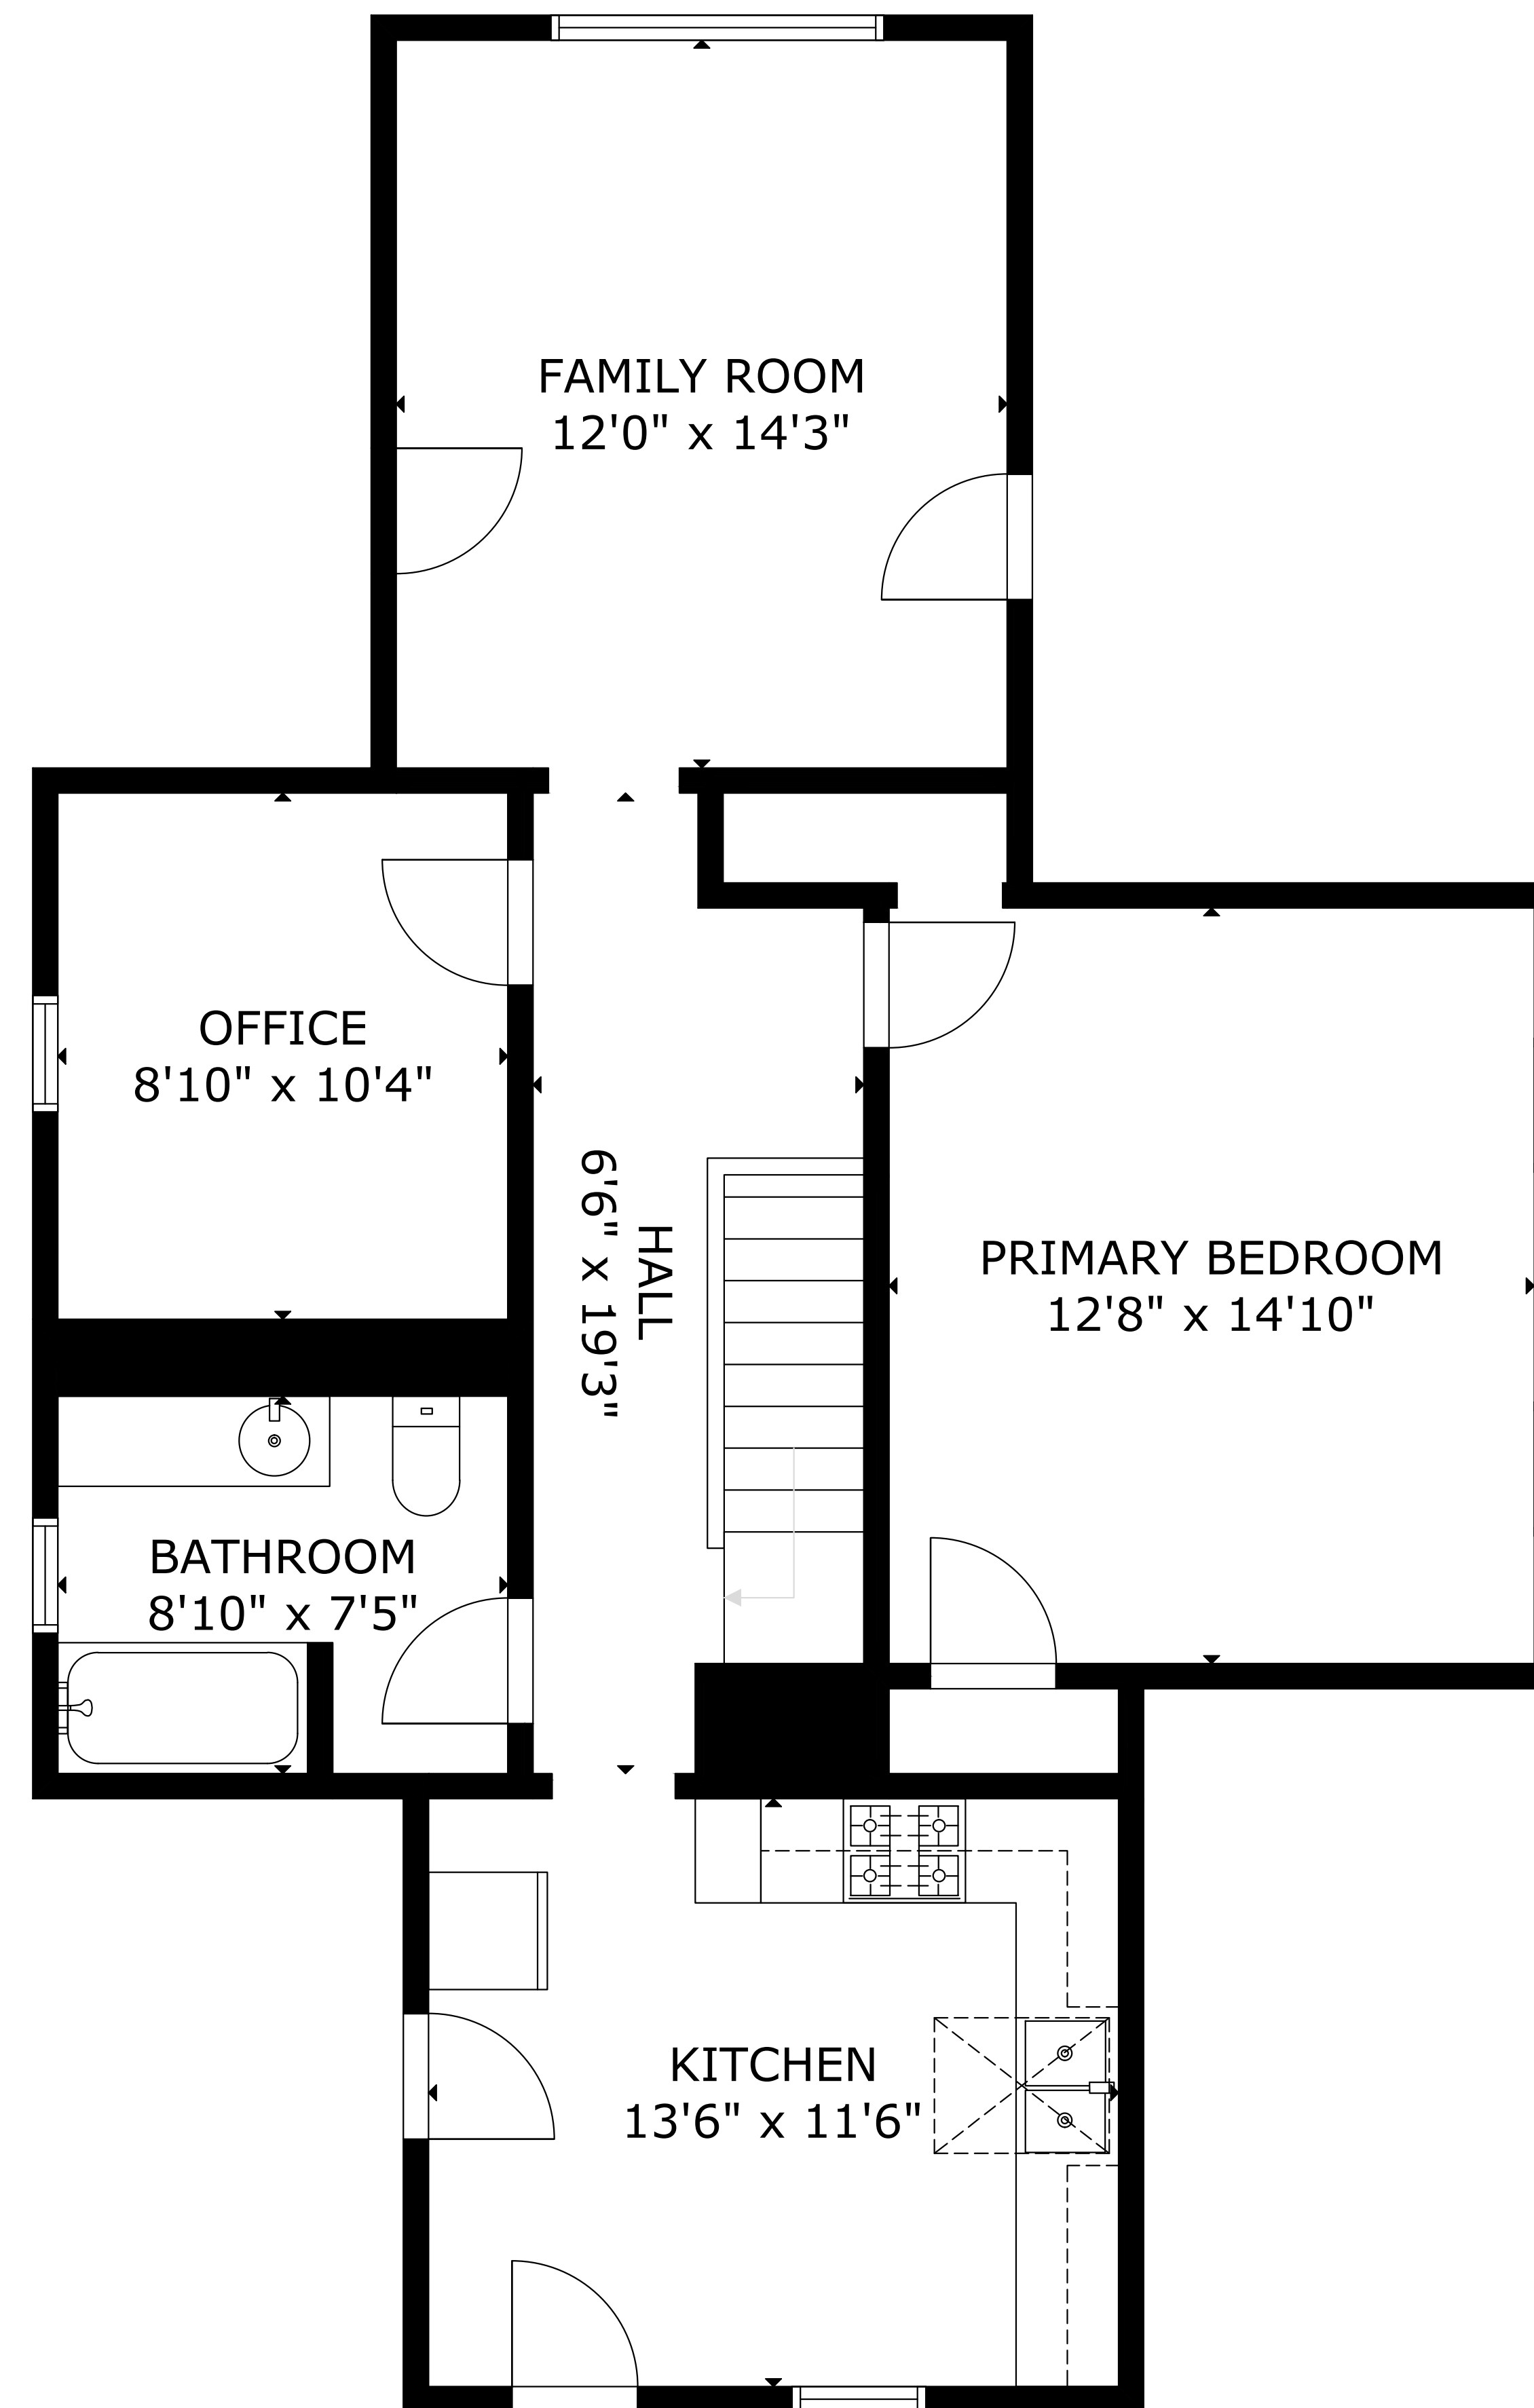 FAMILY ROOM
12'0" x 14'3"
OFFICE
8'10" x 10'4"
HALL
6'6" x 19'3"
PRIMARY BEDROOM
12'8" x 14'10"
BATHROOM
8'10" x 7'5"
KITCHEN
13'6" x 11'6"